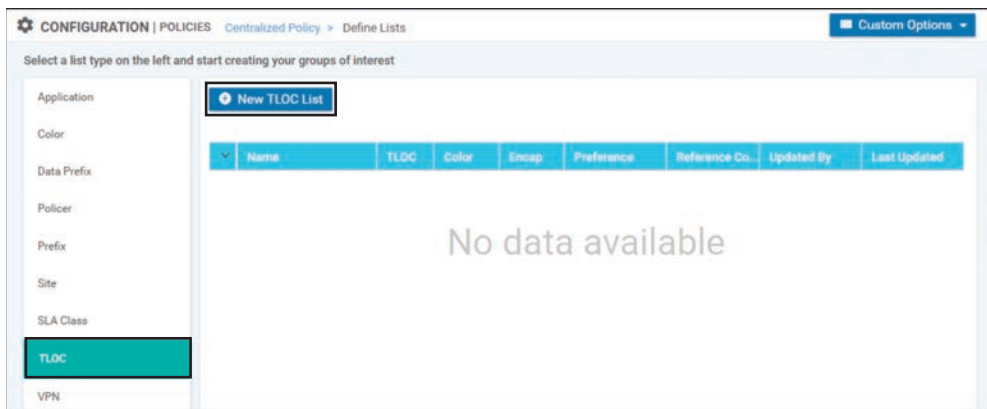 CONFIGURATION | POLICIES Centralized Policy > Define Lists
Custom Options
Select a list type on the left and start creating your groups of interest
Application
Color
Data Prefix
Policer
Prefix
Site
SLA Class
TLOC
VPN
New TLOC List
Name TLOC Color Encap Preference Reference Co... Updated By Last Updated
No data available